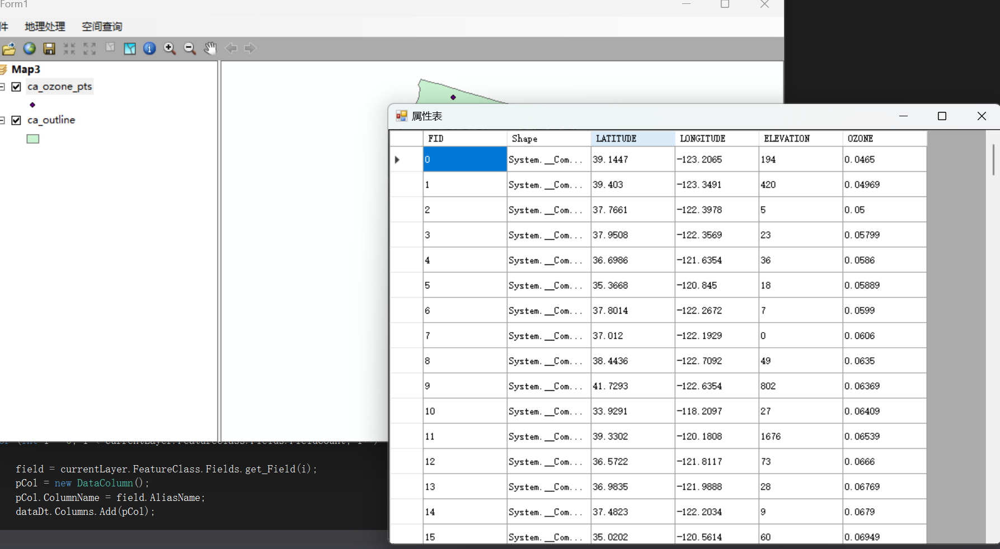 Form1
件 地理处理 空间查询
Map3
ca_ozone_pts
ca_outline
属性表
FID Shape LATITUDE LONGITUDE ELEVATION OZONE
0 System.__Com... 39.1447 -123.2065 194 0.0465
1 System.__Com... 39.403 -123.3491 420 0.04969
2 System.__Com... 37.7661 -122.3978 5 0.05
3 System.__Com... 37.9508 -122.3569 23 0.05799
4 System.__Com... 36.6986 -121.6354 36 0.0586
5 System.__Com... 35.3668 -120.845 18 0.05889
6 System.__Com... 37.8014 -122.2672 7 0.0599
7 System.__Com... 37.012 -122.1929 0 0.0606
8 System.__Com... 38.4436 -122.7092 49 0.0635
9 System.__Com... 41.7293 -122.6354 802 0.06369
10 System.__Com... 33.9291 -118.2097 27 0.06409
11 System.__Com... 39.3302 -120.1808 1676 0.06539
12 System.__Com... 36.5722 -121.8117 73 0.0666
13 System.__Com... 36.9835 -121.9888 28 0.06769
14 System.__Com... 37.4823 -122.2034 9 0.0679
15 System.__Com... 35.0202 -120.5614 60 0.06949
field = currentLayer.FeatureClass.Fields.get_Field(i);
pCol = new DataColumn();
pCol.ColumnName = field.AliasName;
dataDt.Columns.Add(pCol);